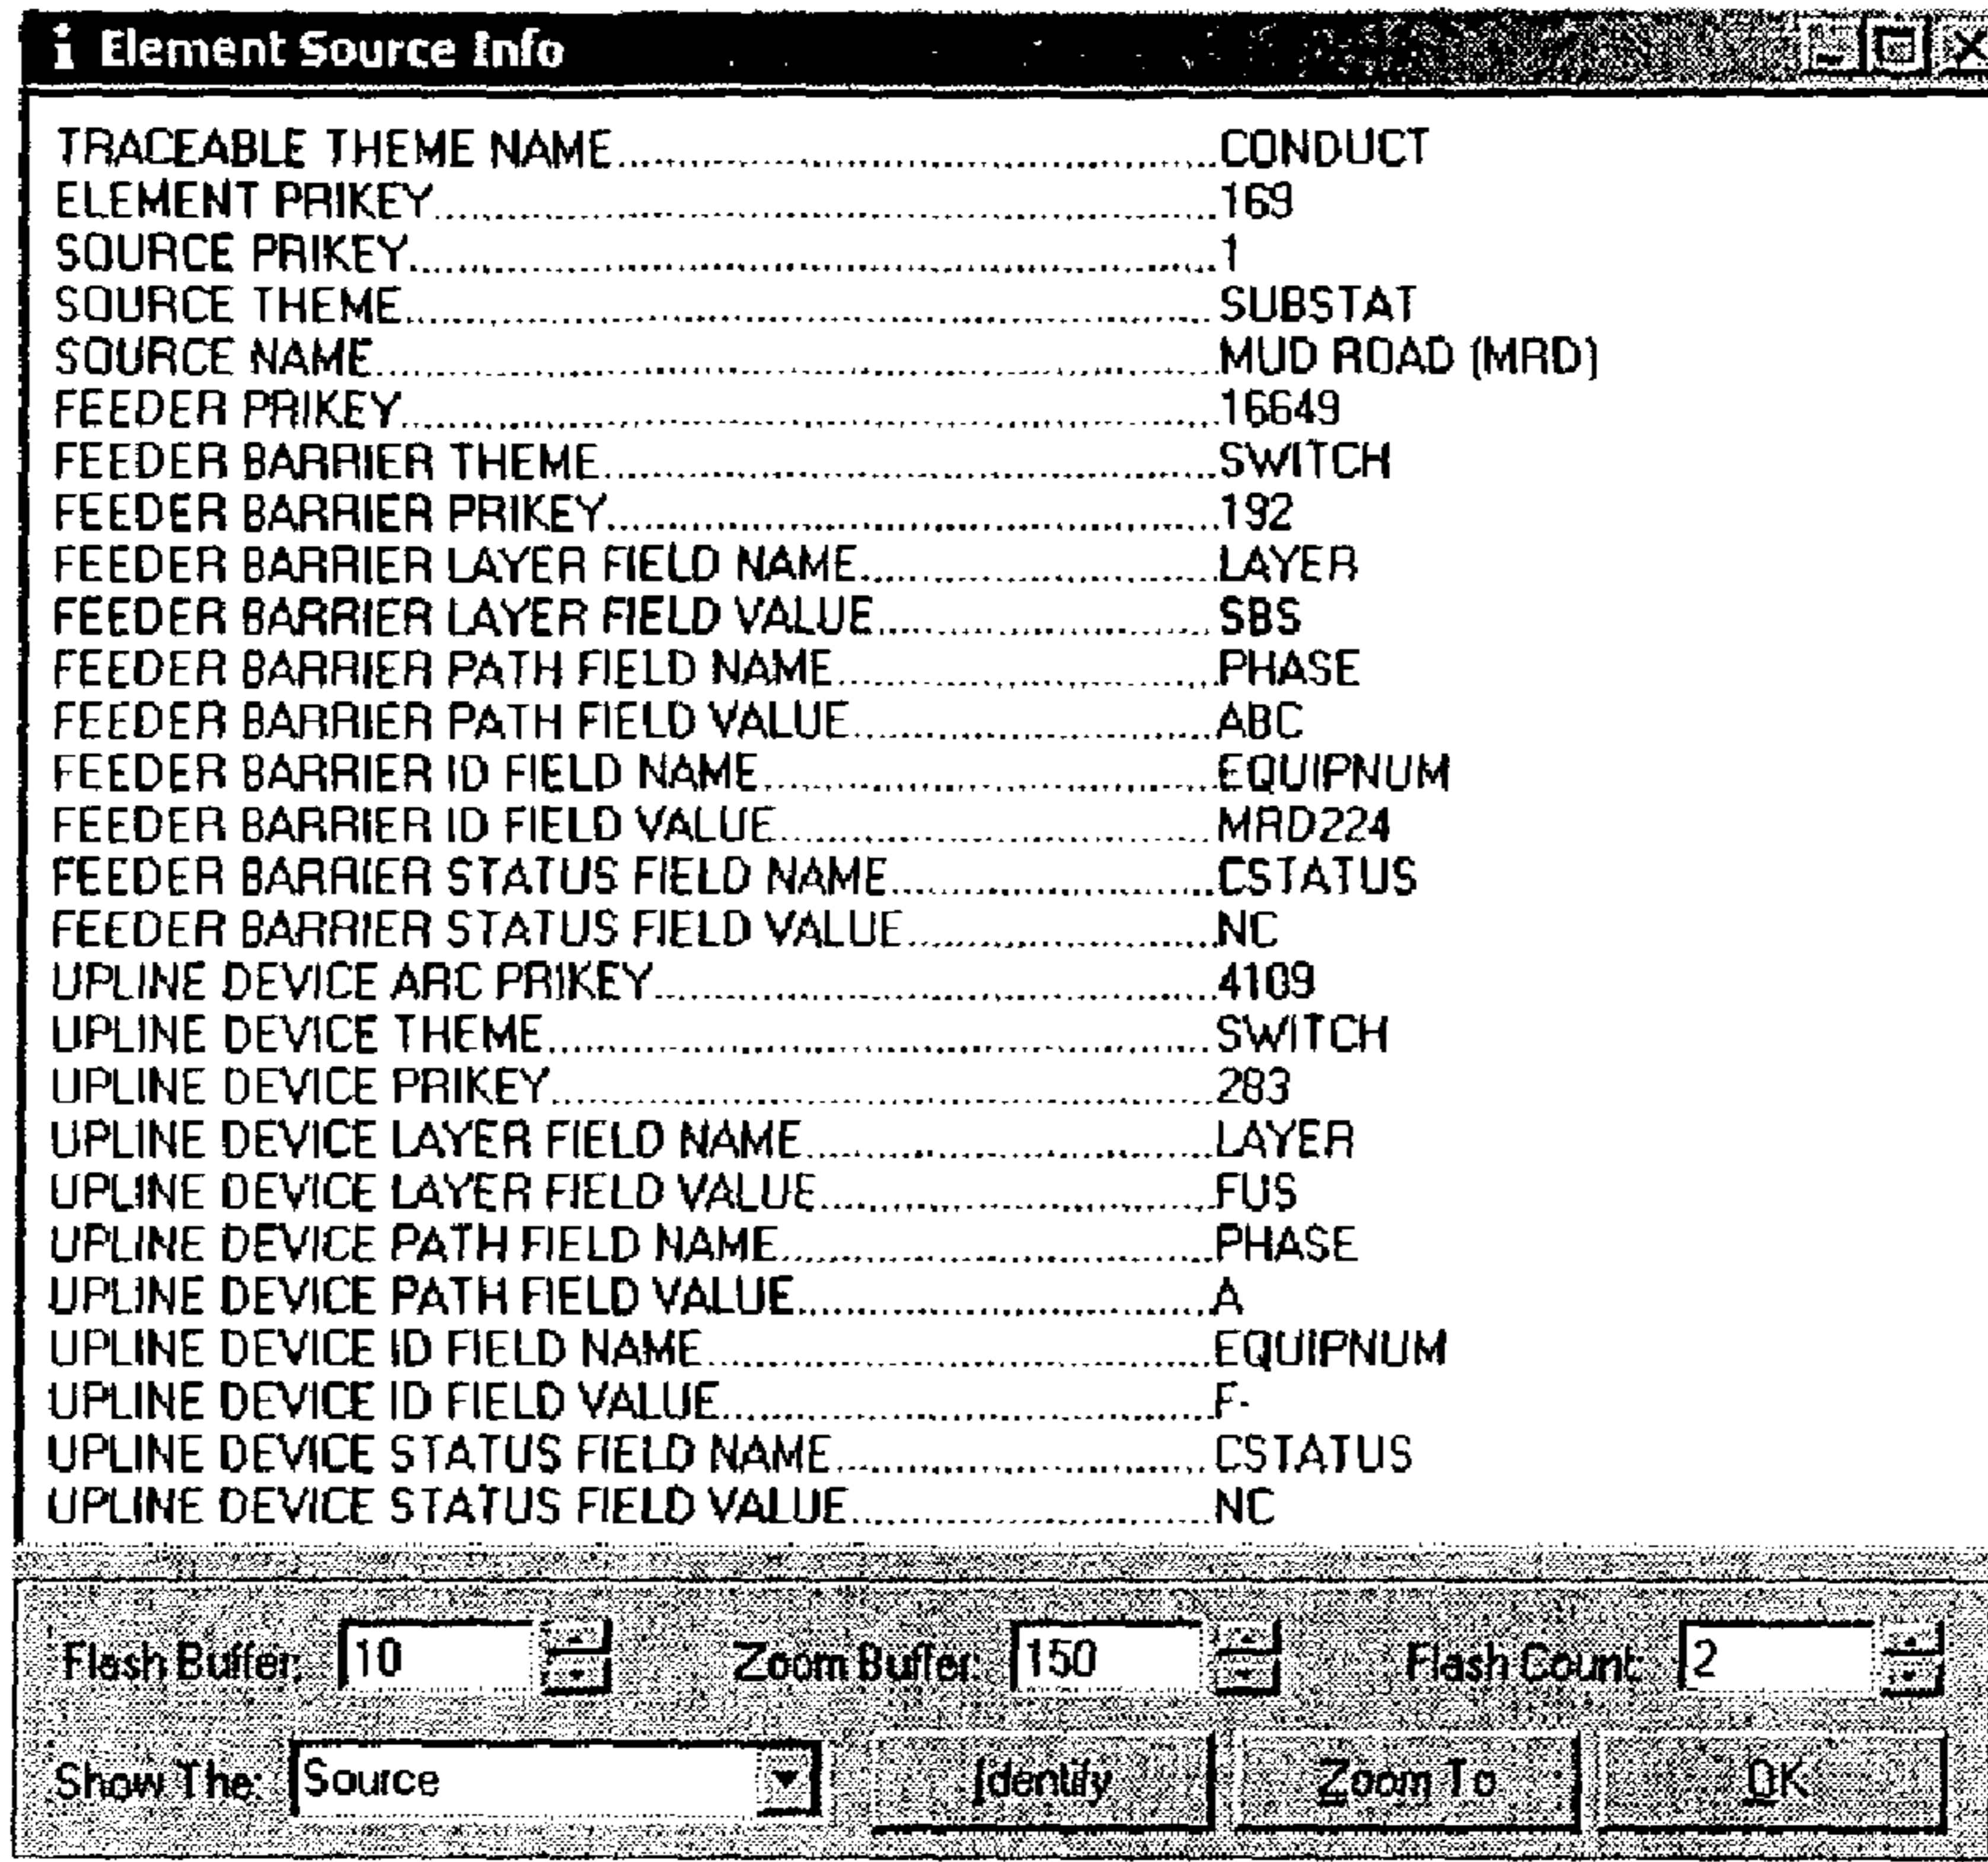 i Element Source Info
TRACEABLE THEME NAME............CONDUCT
ELEMENT PRIKEY............169
SOURCE PRIKEY............1
SOURCE THEME............SUBSTAT
SOURCE NAME............MUD ROAD (MRD)
FEEDER PRIKEY............16649
FEEDER BARRIER THEME............SWITCH
FEEDER BARRIER PRIKEY............192
FEEDER BARRIER LAYER FIELD NAME............LAYER
FEEDER BARRIER LAYER FIELD VALUE............SBS
FEEDER BARRIER PATH FIELD NAME............PHASE
FEEDER BARRIER PATH FIELD VALUE............ABC
FEEDER BARRIER ID FIELD NAME............EQUIPNUM
FEEDER BARRIER ID FIELD VALUE............MRD224
FEEDER BARRIER STATUS FIELD NAME............CSTATUS
FEEDER BARRIER STATUS FIELD VALUE............NC
UPLINE DEVICE ARC PRIKEY............4109
UPLINE DEVICE THEME............SWITCH
UPLINE DEVICE PRIKEY............283
UPLINE DEVICE LAYER FIELD NAME............LAYER
UPLINE DEVICE LAYER FIELD VALUE............FUS
UPLINE DEVICE PATH FIELD NAME............PHASE
UPLINE DEVICE PATH FIELD VALUE............A
UPLINE DEVICE ID FIELD NAME............EQUIPNUM
UPLINE DEVICE ID FIELD VALUE............F-
UPLINE DEVICE STATUS FIELD NAME............CSTATUS
UPLINE DEVICE STATUS FIELD VALUE............NC
Flash Buffer: 10 Zoom Buffer: 150 Flash Count: 2
Show The: Source Identify Zoom To OK